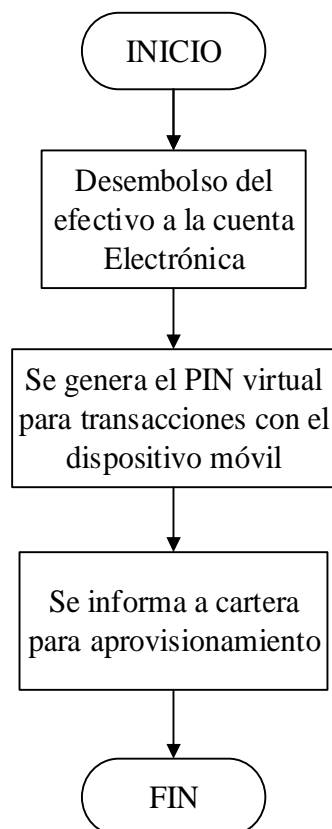 INICIO
Desembolso del
efectivo a la cuenta
Electrónica
Se genera el PIN virtual
para transacciones con el
dispositivo móvil
Se informa a cartera
para aprovisionamiento
FIN